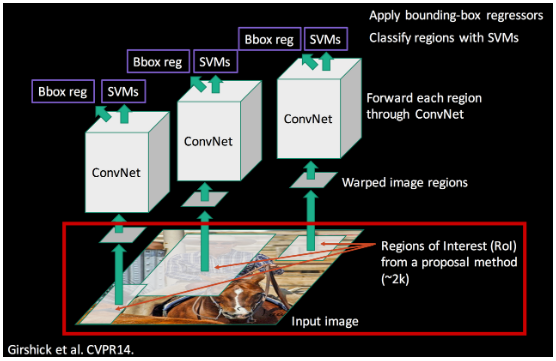 Apply bounding-box regressors
Bbox reg SVMs
Classify regions with SVMs
Bbox reg SVMs
Bbox reg SVMs
Forward each region
through ConvNet
ConvNet
ConvNet
ConvNet
Warped image regions
Regions of Interest (RoI)
from a proposal method
(~2k)
Input image
Girshick et al. CVPR14.